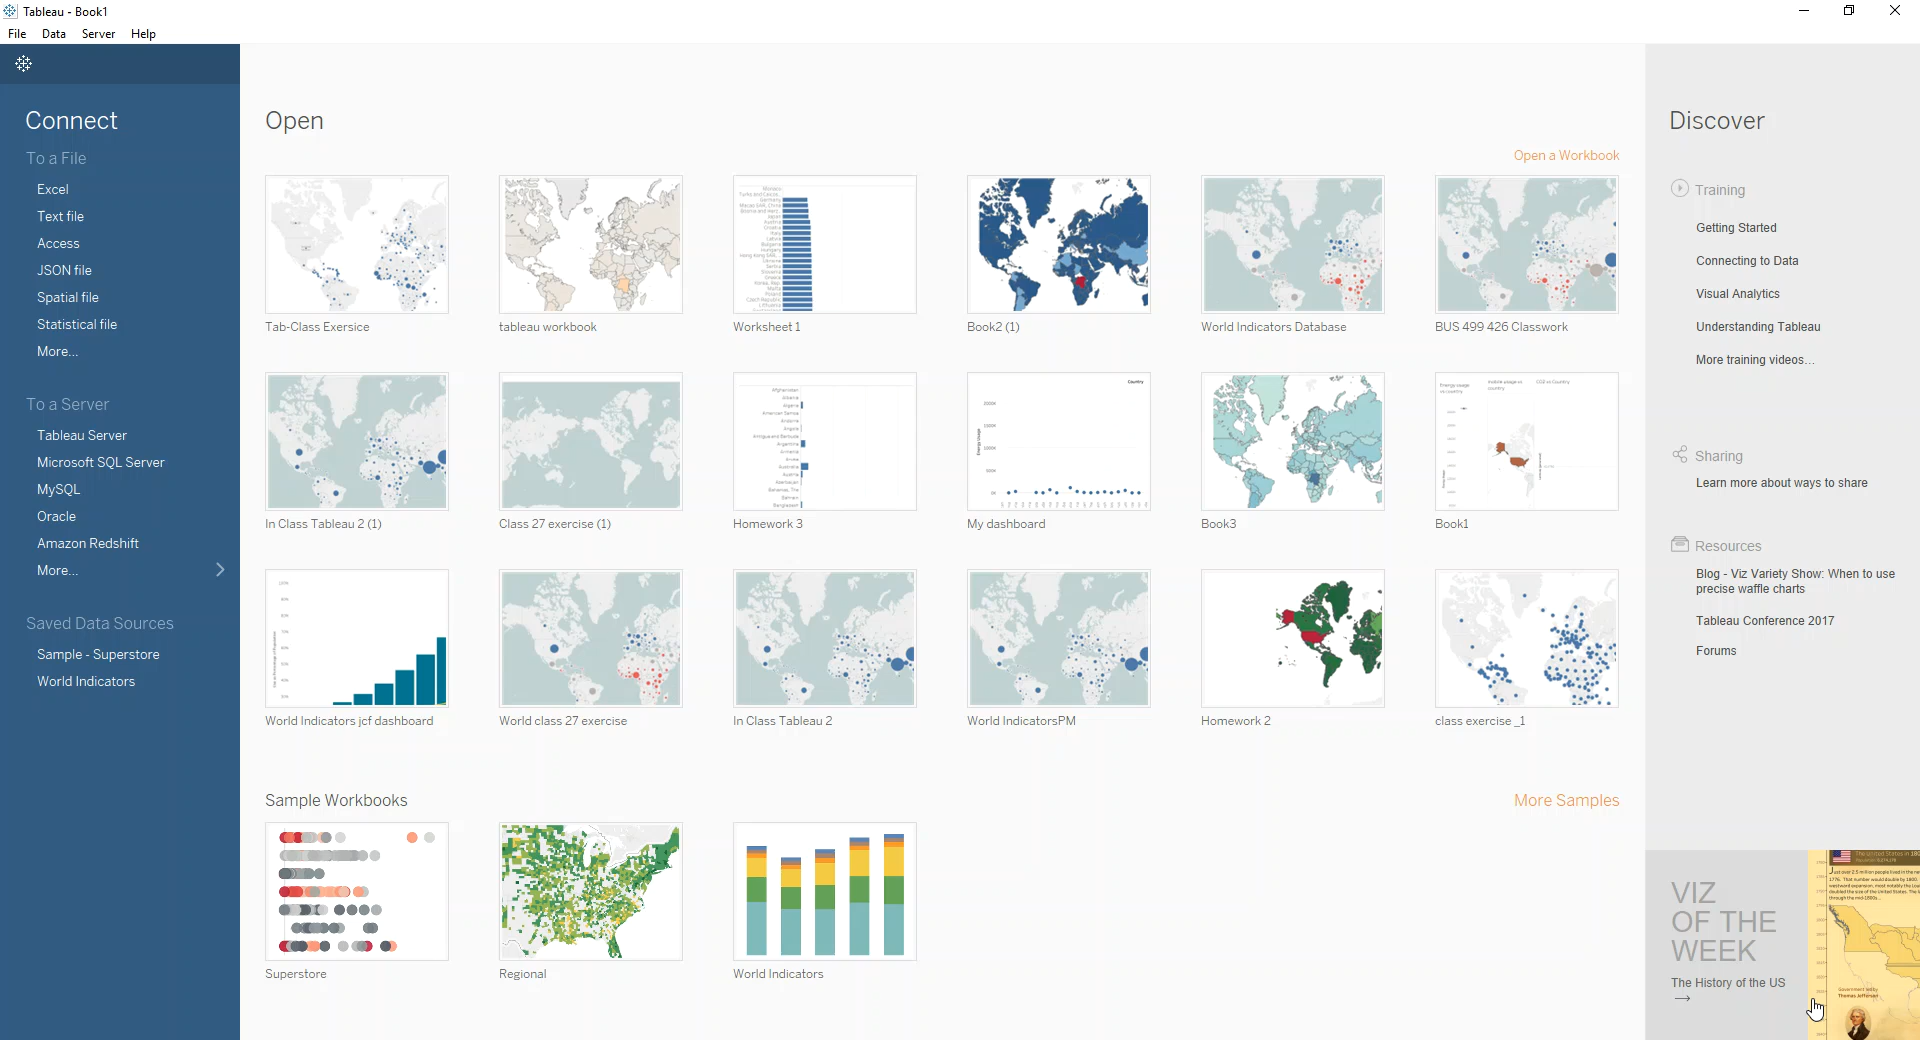 Tableau - Book1
File Data Server Help
Connect
To a File
Excel
Text file
Access
JSON file
Spatial file
Statistical file
More...
To a Server
Tableau Server
Microsoft SQL Server
MySQL
Oracle
Amazon Redshift
More...
Saved Data Sources
Sample - Superstore
World Indicators
Open
Open a Workbook
Tab-Class Exersice
tableau workbook
Worksheet 1
Book2 (1)
World Indicators Database
BUS 499 426 Classwork
In Class Tableau 2 (1)
Class 27 exercise (1)
Homework 3
My dashboard
Book3
Book1
World Indicators jcf dashboard
World class 27 exercise
In Class Tableau 2
World IndicatorsPM
Homework 2
class exercise _1
Sample Workbooks
More Samples
Superstore
Regional
World Indicators
Discover
Training
Getting Started
Connecting to Data
Visual Analytics
Understanding Tableau
More training videos...
Sharing
Learn more about ways to share
Resources
Blog - Viz Variety Show: When to use
precise waffle charts
Tableau Conference 2017
Forums
VIZ
OF THE
WEEK
The History of the US
→